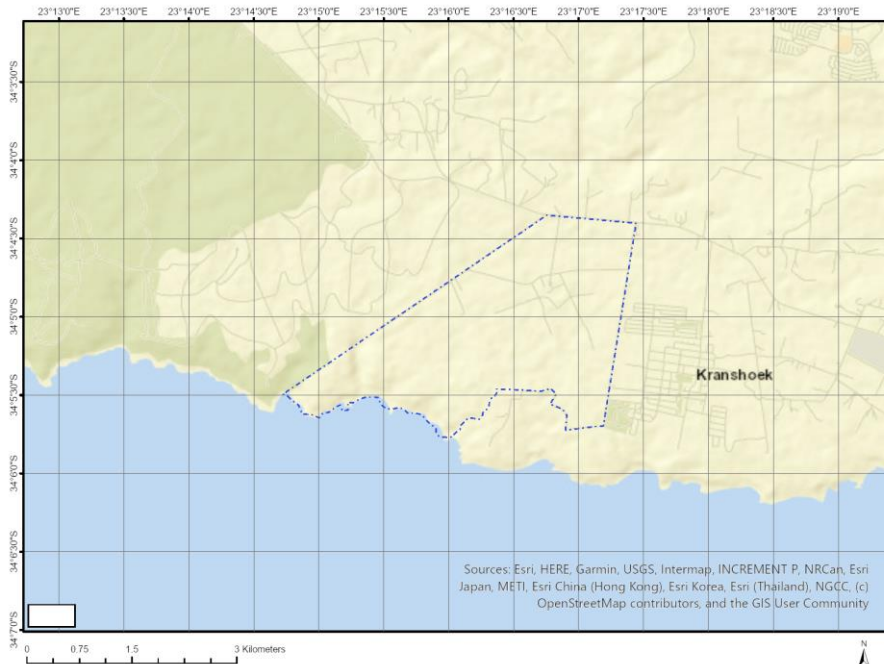 23°13'0"E 23°13'30"E 23°14'0"E 23°14'30"E 23°15'0"E 23°15'30"E 23°16'0"E 23°16'30"E 23°17'0"E 23°17'30"E 23°18'0"E 23°18'30"E 23°19'0"E
34°3'30"S
34°4'0"S
34°4'30"S
34°5'0"S
Kranshoek
34°5'30"S
34°6'0"S
34°6'30"S
34°7'0"S
Sources: Esri, HERE, Garmin, USGS, Intermap, INCREMENT P, NRCan, Esri
Japan, METI, Esri China (Hong Kong), Esri Korea, Esri (Thailand), NGCC, (c)
OpenStreetMap contributors, and the GIS User Community
0 0.75 1.5 3 Kilometers
N